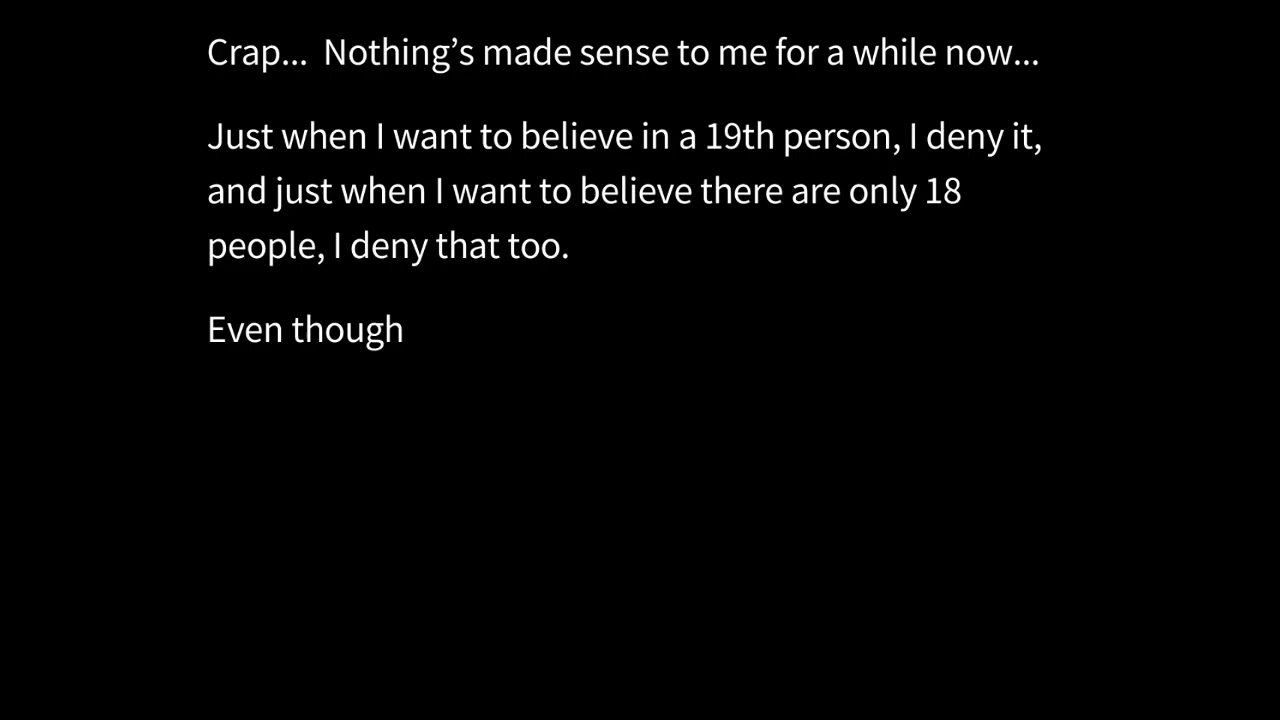 Crap...  Nothing’s made sense to me for a while now...
Just when I want to believe in a 19th person, I deny it,
and just when I want to believe there are only 18
people, I deny that too.
Even though